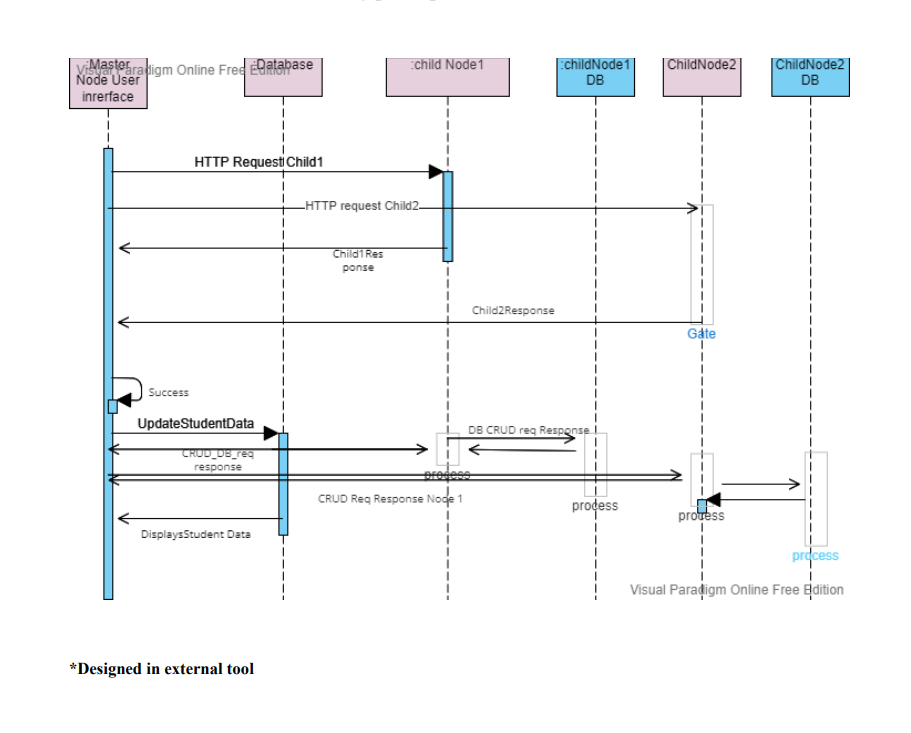 :Master
Node User
inrerface
Visual Paradigm Online Free Edition
:Database
:child Node1
:childNode1
DB
ChildNode2
ChildNode2
DB
HTTP Request Child1
HTTP request Child2
Child1Res
ponse
Child2Response
Gate
Success
UpdateStudentData
DB CRUD req Response
CRUD_DB_req
response
process
CRUD Req Response Node 1
process
process
DisplaysStudent Data
process
Visual Paradigm Online Free Edition
*Designed in external tool